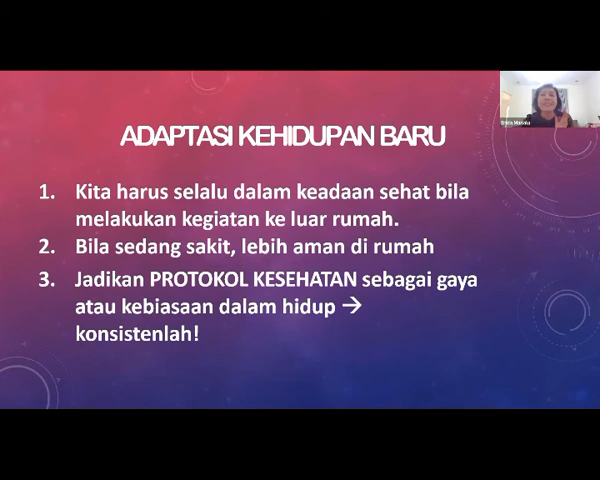 ADAPTASI KEHIDUPAN BARU
1. Kita harus selalu dalam keadaan sehat bila
melakukan kegiatan ke luar rumah.
2. Bila sedang sakit, lebih aman di rumah
3. Jadikan PROTOKOL KESEHATAN sebagai gaya
atau kebiasaan dalam hidup →
konsistenlah!